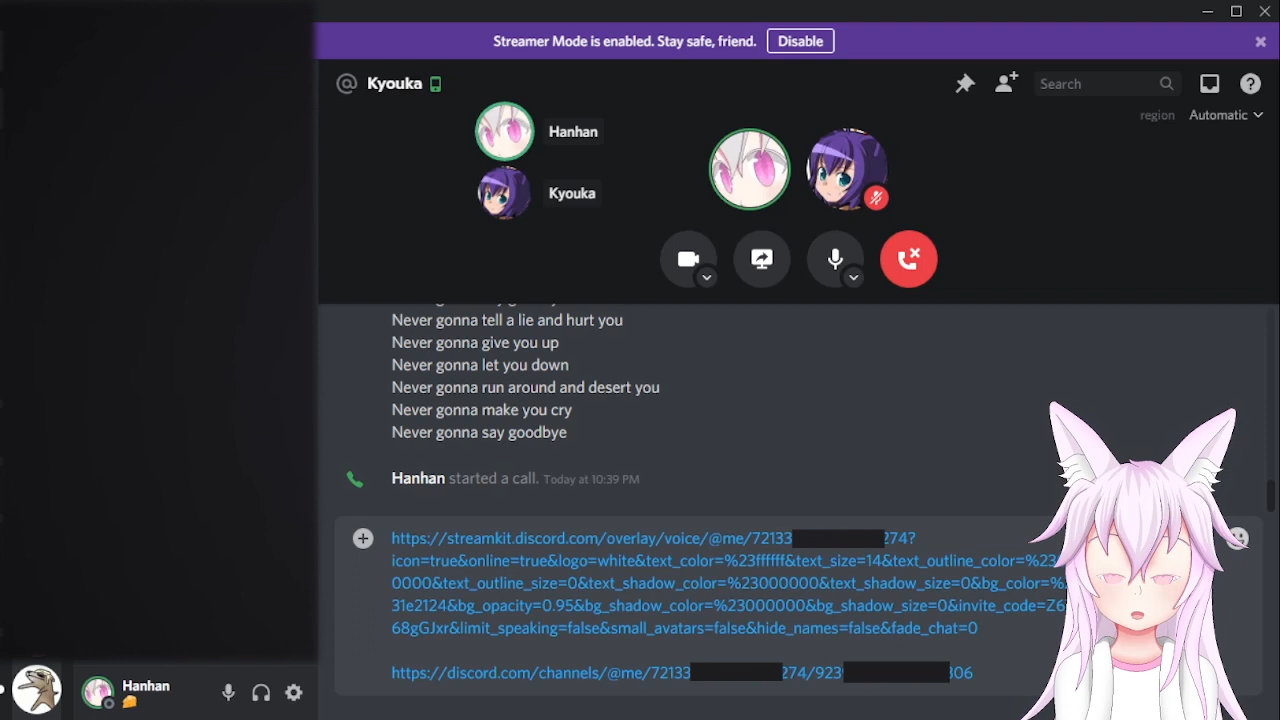 Streamer Mode is enabled. Stay safe, friend. Disable
Kyouka
Search
region Automatic
Hanhan
Kyouka
Never gonna tell a lie and hurt you
Never gonna give you up
Never gonna let you down
Never gonna run around and desert you
Never gonna make you cry
Never gonna say goodbye
Hanhan started a call. Today at 10:39 PM
https://streamkit.discord.com/overlay/voice/@me/72133 274?
icon=true&online=true&logo=white&text_color=%23ffffff&text_size=14&text_outline_color=%23
0000&text_outline_size=0&text_shadow_color=%23000000&text_shadow_size=0&bg_color=%
31e2124&bg_opacity=0.95&bg_shadow_color=%23000000&bg_shadow_size=0&invite_code=Z6
68gGJxr&limit_speaking=false&small_avatars=false&hide_names=false&fade_chat=0
https://discord.com/channels/@me/72133 274/923 306
Hanhan